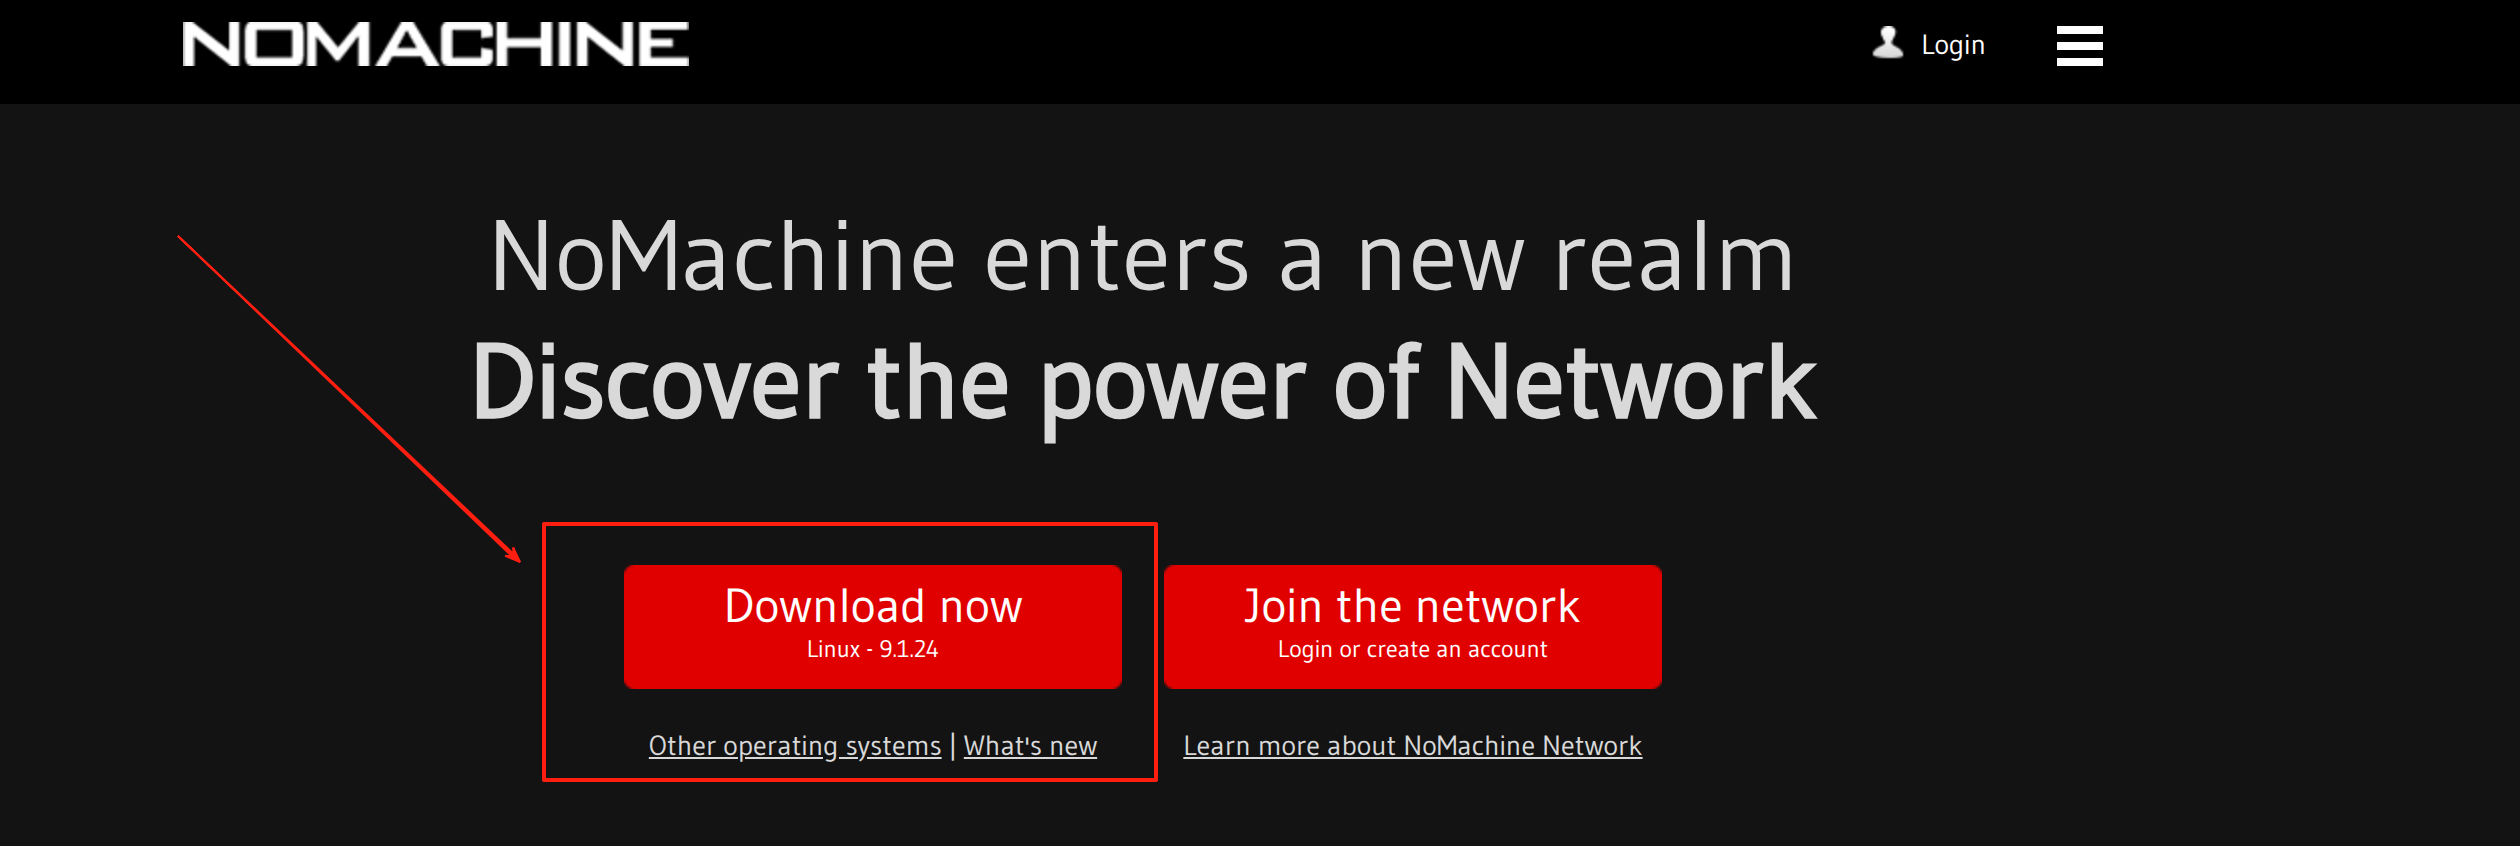 NOMACHINE
Login
NoMachine enters a new realm
Discover the power of Network
Download now
Linux - 9.1.24
Join the network
Login or create an account
Other operating systems | What's new
Learn more about NoMachine Network